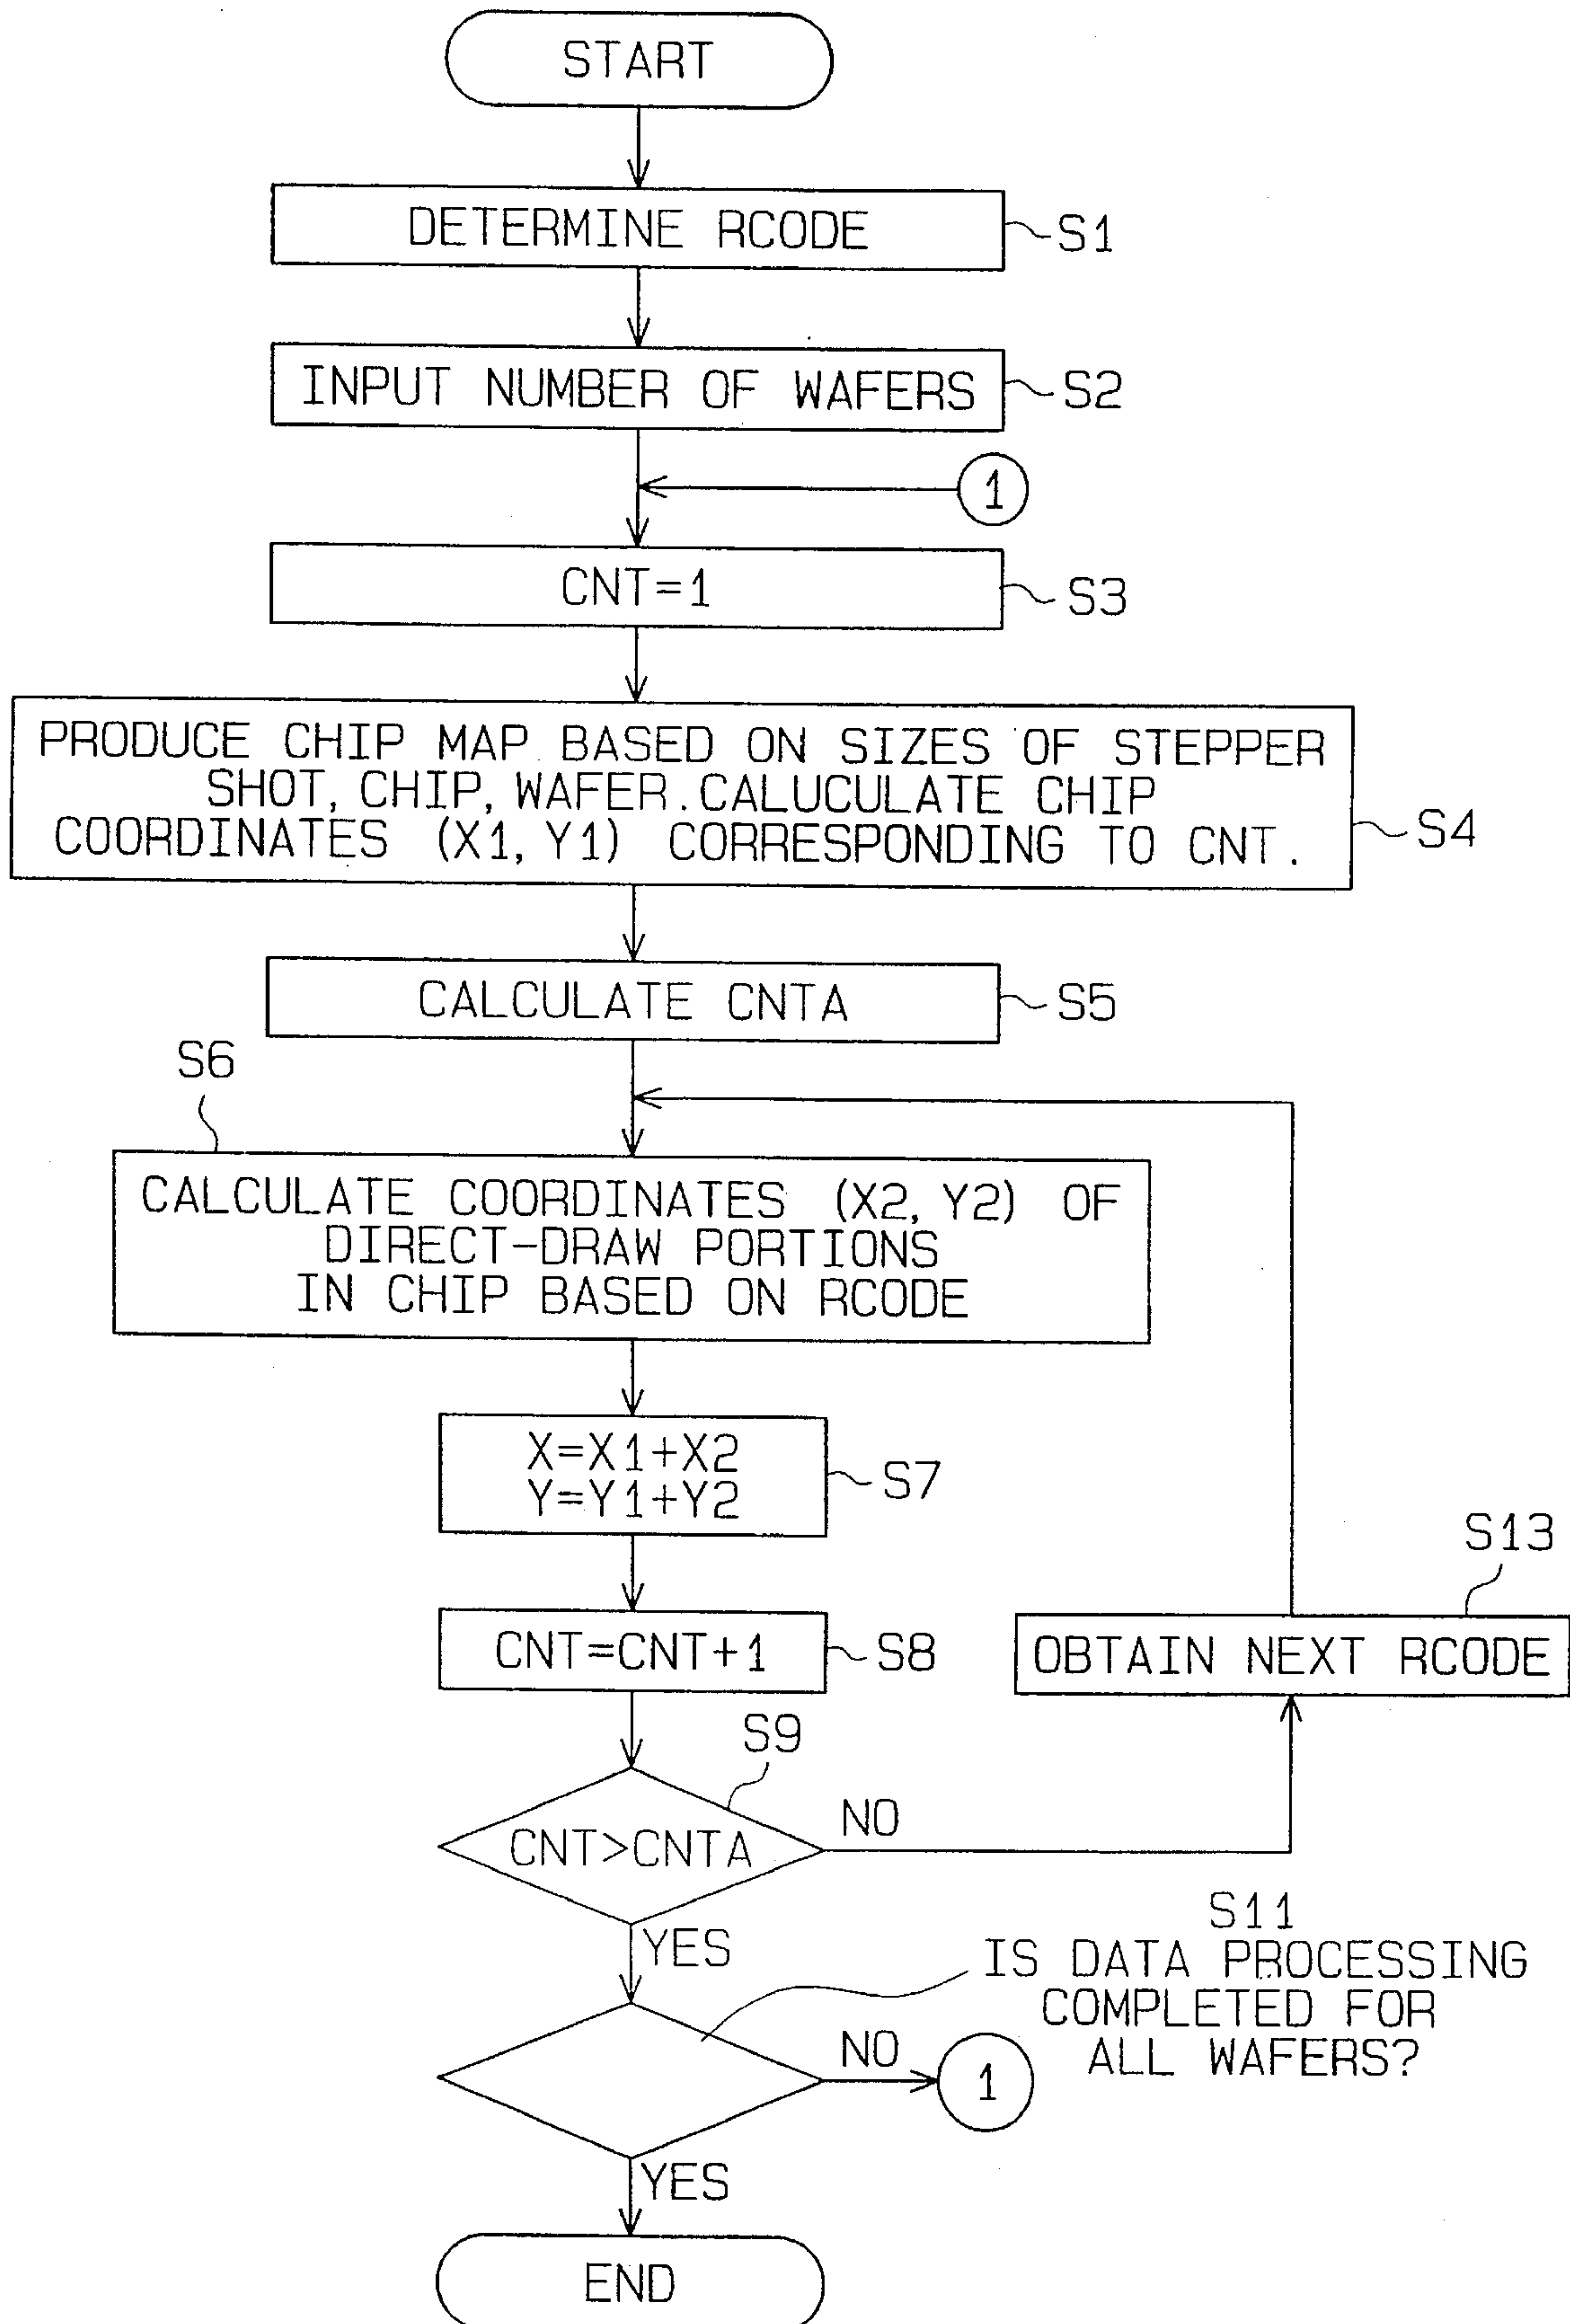 START
DETERMINE RCODE
S1
INPUT NUMBER OF WAFERS
S2
1
CNT=1
S3
PRODUCE CHIP MAP BASED ON SIZES OF STEPPER
SHOT, CHIP, WAFER. CALUCULATE CHIP
COORDINATES (X1, Y1) CORRESPONDING TO CNT.
S4
CALCULATE CNTA
S5
S6
CALCULATE COORDINATES (X2, Y2) OF
DIRECT-DRAW PORTIONS
IN CHIP BASED ON RCODE
X=X1+X2
Y=Y1+Y2
S7
S13
CNT=CNT+1
S8
OBTAIN NEXT RCODE
S9
CNT>CNTA
NO
YES
S11
IS DATA PROCESSING
COMPLETED FOR
ALL WAFERS?
NO
1
YES
END